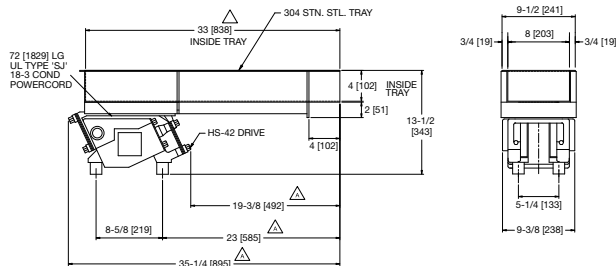 33 [838]
INSIDE TRAY
304 STN. STL. TRAY
72 [1829] LG
UL TYPE 'SJ'
18-3 COND
POWERCORD
4 [102]
INSIDE
TRAY
2 [51]
13-1/2
[343]
HS-42 DRIVE
4 [102]
19-3/8 [492]
A
8-5/8 [219]
23 [585]
A
35-1/4 [895]
A
9-1/2 [241]
3/4 [19]
8 [203]
3/4 [19]
5-1/4 [133]
9-3/8 [238]